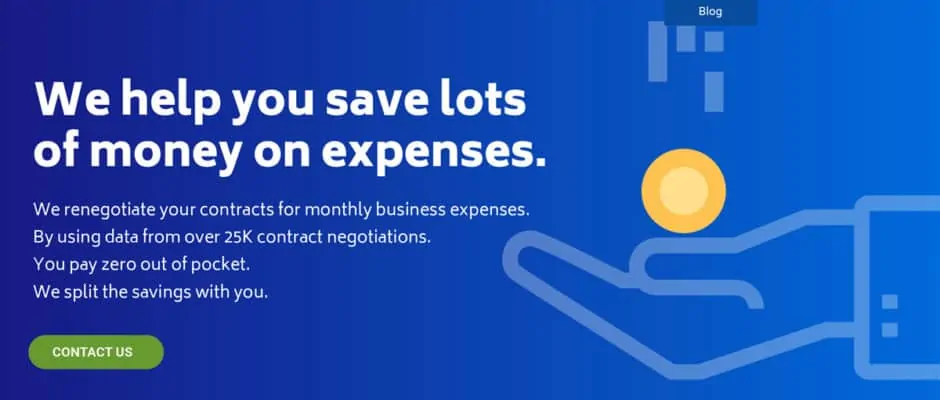 Blog
We help you save lots
of money on expenses.
We renegotiate your contracts for monthly business expenses.
By using data from over 25K contract negotiations.
You pay zero out of pocket.
We split the savings with you.
CONTACT US